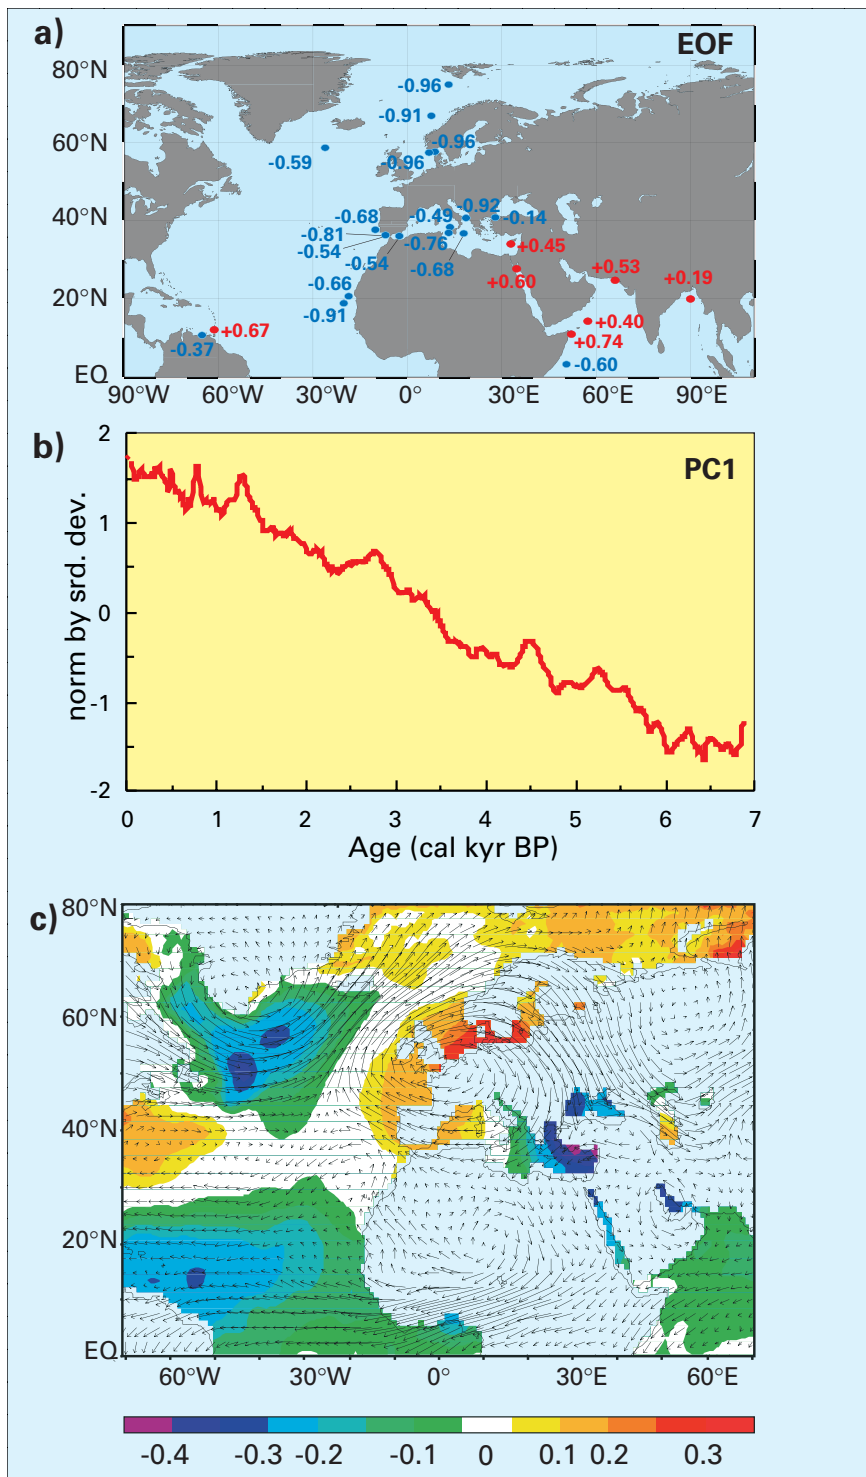 a)
EOF
80°N
60°N
40°N
20°N
EQ
-0.96
-0.91
-0.96
-0.96
-0.59
-0.92
-0.68
-0.49
-0.14
-0.81
-0.76
+0.45
-0.54
-0.54
-0.68
+0.53
+0.60
+0.19
-0.66
-0.91
+0.40
+0.67
+0.74
-0.37
-0.60
90°W 60°W 30°W 0° 30°E 60°E 90°E
b)
PC1
norm by srd. dev.
2
1
0
-1
-2
0 1 2 3 4 5 6 7
Age (cal kyr BP)
c)
80°N
60°N
40°N
20°N
EQ
60°W 30°W 0° 30°E 60°E
-0.4 -0.3 -0.2 -0.1 0 0.1 0.2 0.3